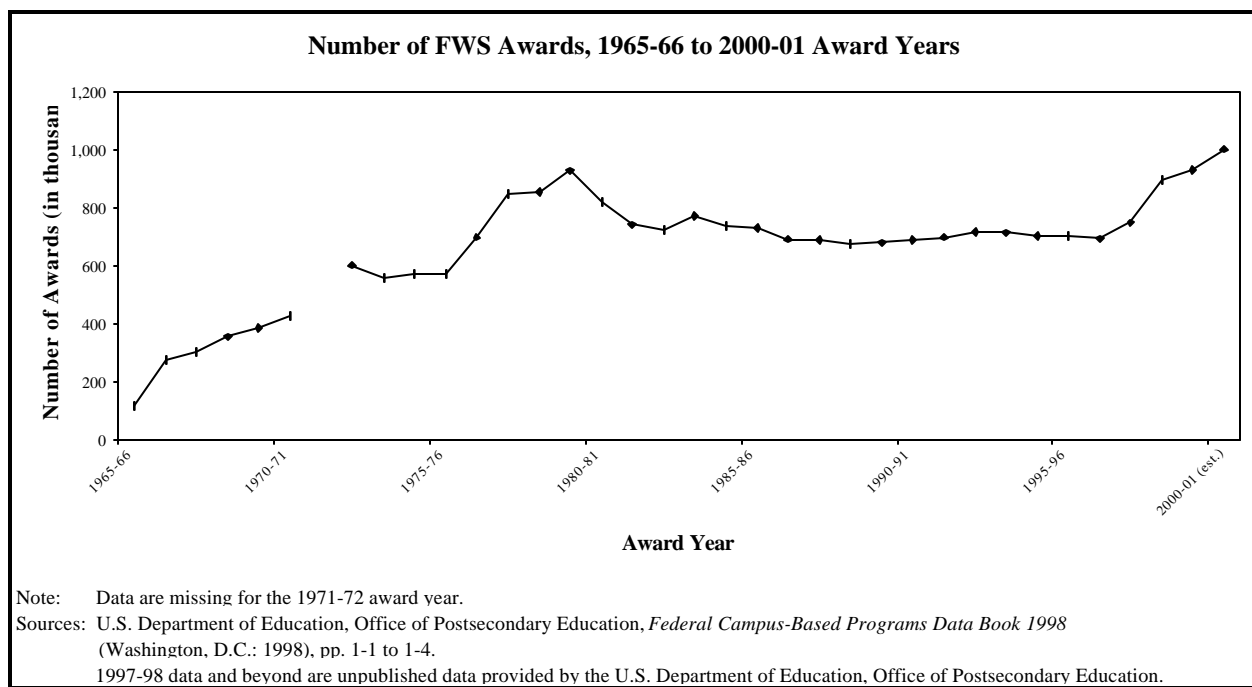 Number of FWS Awards, 1965-66 to 2000-01 Award Years
Number of Awards (in thousan
1,200
1,000
800
600
400
200
0
1965-66
1970-71
1975-76
1980-81
1985-86
1990-91
1995-96
2000-01 (est.)
Award Year
Note: Data are missing for the 1971-72 award year.
Sources: U.S. Department of Education, Office of Postsecondary Education, Federal Campus-Based Programs Data Book 1998
(Washington, D.C.: 1998), pp. 1-1 to 1-4.
1997-98 data and beyond are unpublished data provided by the U.S. Department of Education, Office of Postsecondary Education.